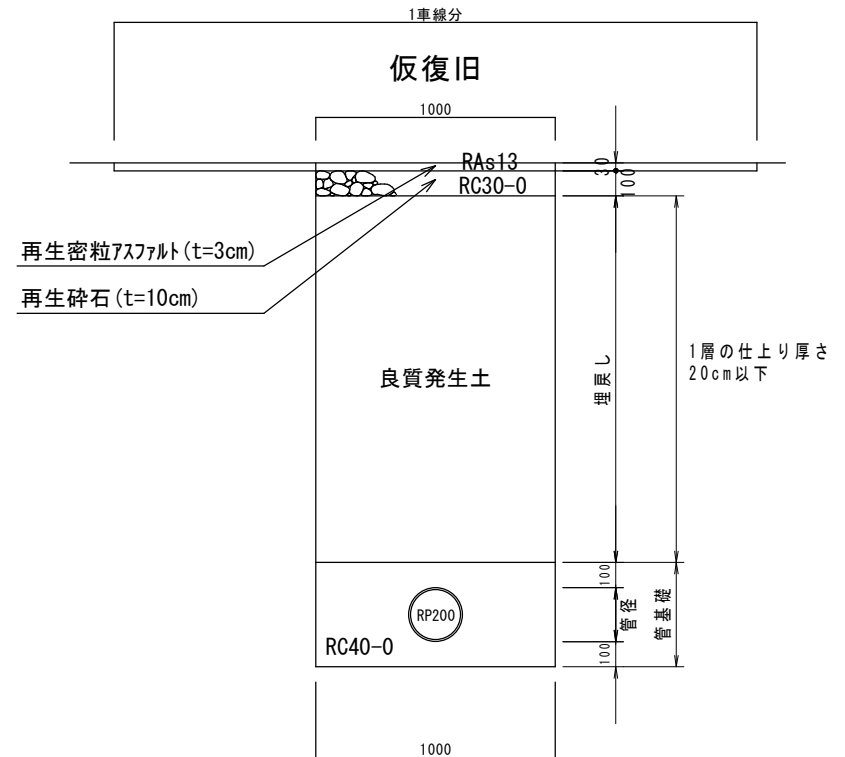 1車線分
仮復旧
1000
RAs13
30
RC30-0
100
再生密粒ｱｽﾌｧﾙﾄ(t=3cm)
再生砕石(t=10cm)
1層の仕上り厚さ
20cm以下
埋戻し
良質発生土
100
RP200
管径
管基礎
RC40-0
100
1000